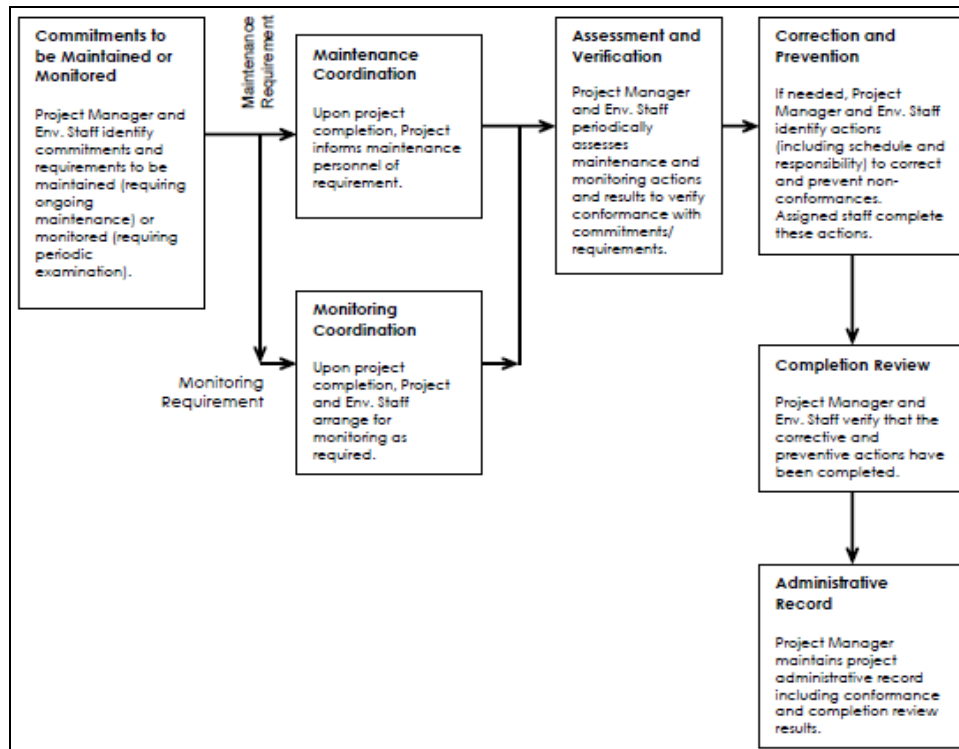 Commitments to
be Maintained or
Monitored
Project Manager and
Env. Staff identify
commitments and
requirements to be
maintained (requiring
ongoing
maintenance) or
monitored (requiring
periodic
examination).
Maintenance
Requirement
Maintenance
Coordination
Upon project
completion, Project
informs maintenance
personnel of
requirement.
Monitoring
Requirement
Monitoring
Coordination
Upon project
completion, Project
and Env. Staff
arrange for
monitoring as
required.
Assessment and
Verification
Project Manager
and Env. Staff
periodically
assesses
maintenance and
monitoring actions
and results to verify
conformance with
commitments/
requirements.
Correction and
Prevention
If needed, Project
Manager and Env. Staff
identify actions
(including schedule and
responsibility) to correct
and prevent non-
conformances.
Assigned staff complete
these actions.
Completion Review
Project Manager and
Env. Staff verify that the
corrective and
preventive actions have
been completed.
Administrative
Record
Project Manager
maintains project
administrative record
including conformance
and completion review
results.